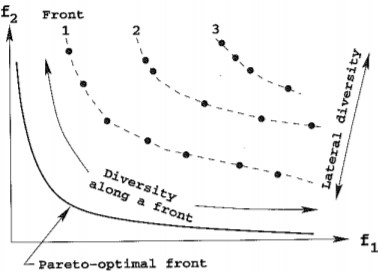 f2
Front
1
2
3
Lateral diversity
Diversity
along a front
f1
Pareto-optimal front